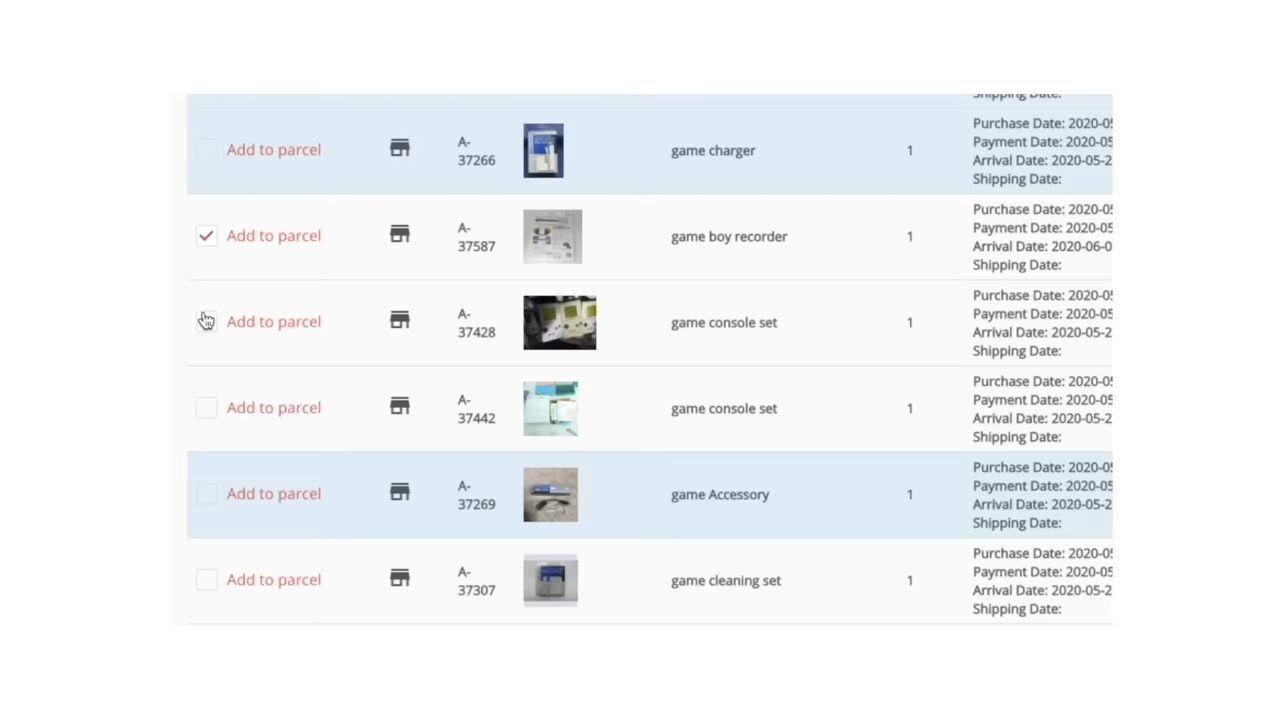 Shipping Date:
Add to parcel
A-
37266
game charger
1
Purchase Date: 2020-05
Payment Date: 2020-05
Arrival Date: 2020-05-2
Shipping Date:
Add to parcel
A-
37587
game boy recorder
1
Purchase Date: 2020-05
Payment Date: 2020-05
Arrival Date: 2020-06-0
Shipping Date:
Add to parcel
A-
37428
game console set
1
Purchase Date: 2020-05
Payment Date: 2020-05
Arrival Date: 2020-05-2
Shipping Date:
Add to parcel
A-
37442
game console set
1
Purchase Date: 2020-05
Payment Date: 2020-05
Arrival Date: 2020-05-2
Shipping Date:
Add to parcel
A-
37269
game Accessory
1
Purchase Date: 2020-05
Payment Date: 2020-05
Arrival Date: 2020-05-2
Shipping Date:
Add to parcel
A-
37307
game cleaning set
1
Purchase Date: 2020-05
Payment Date: 2020-05
Arrival Date: 2020-05-2
Shipping Date: